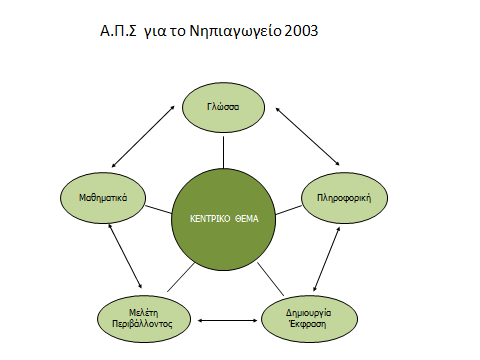 Α.Π.Σ για το Νηπιαγωγείο 2003
Γλώσσα
Μαθηματικά
ΚΕΝΤΡΙΚΟ ΘΕΜΑ
Πληροφορική
Μελέτη
Περιβάλλοντος
Δημιουργία
Έκφραση